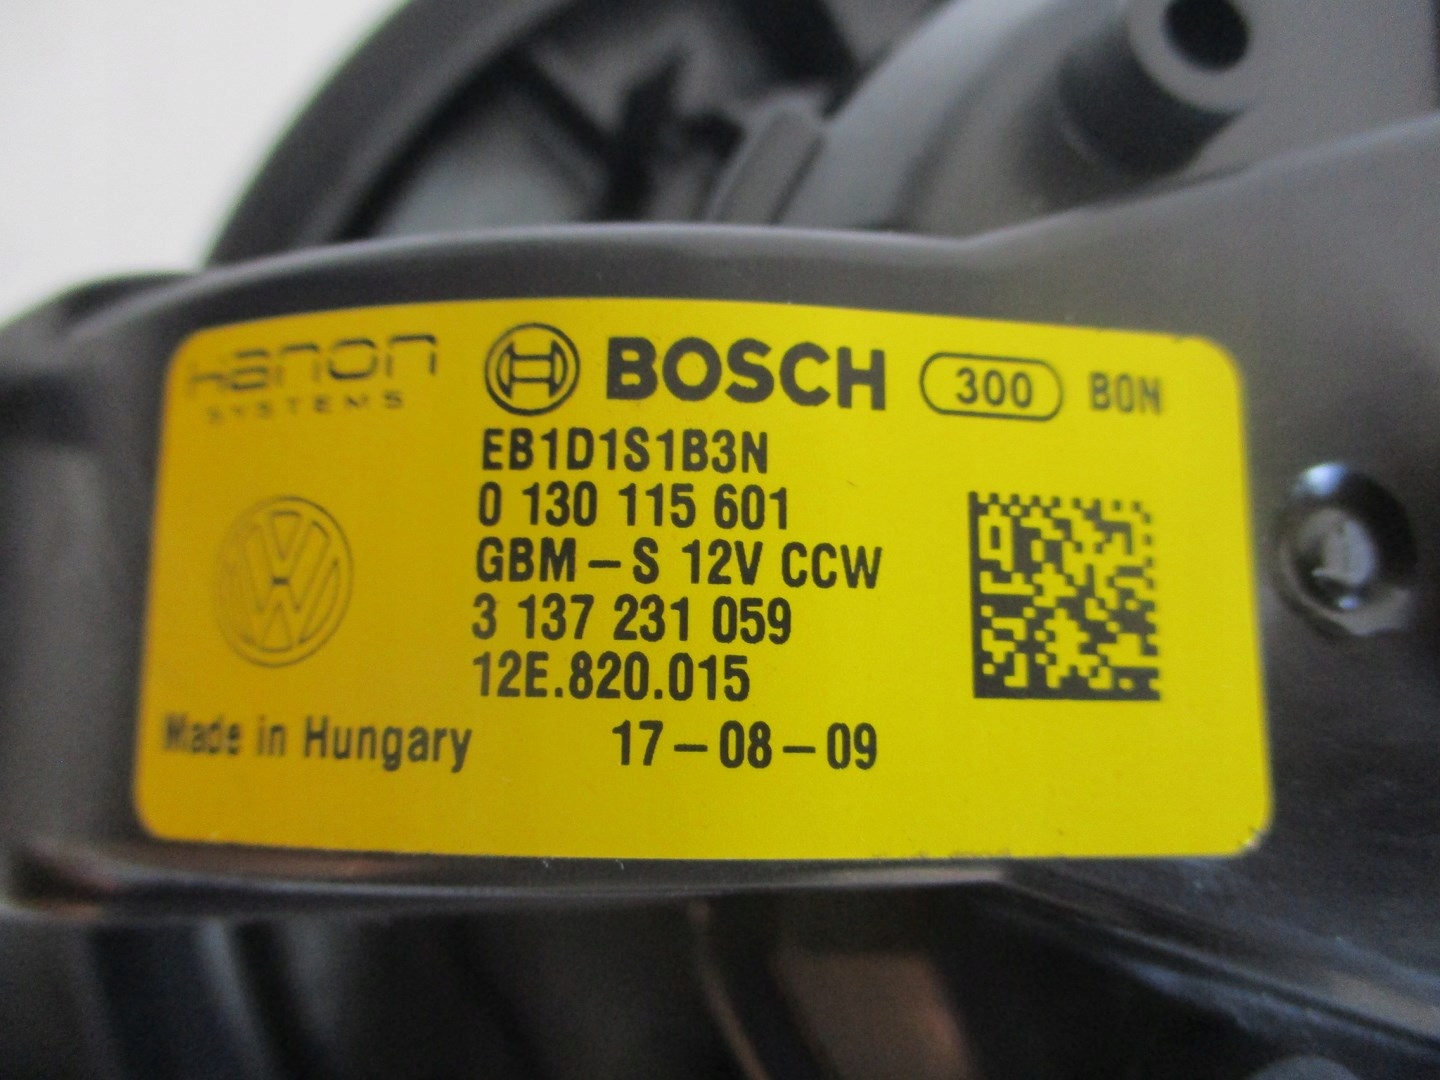 Hanon SYSTEMS
BOSCH 300 BON
EB1D1S1B3N
0 130 115 601
GBM – S 12V CCW
3 137 231 059
12E.820.015
Made in Hungary 17 – 08 – 09